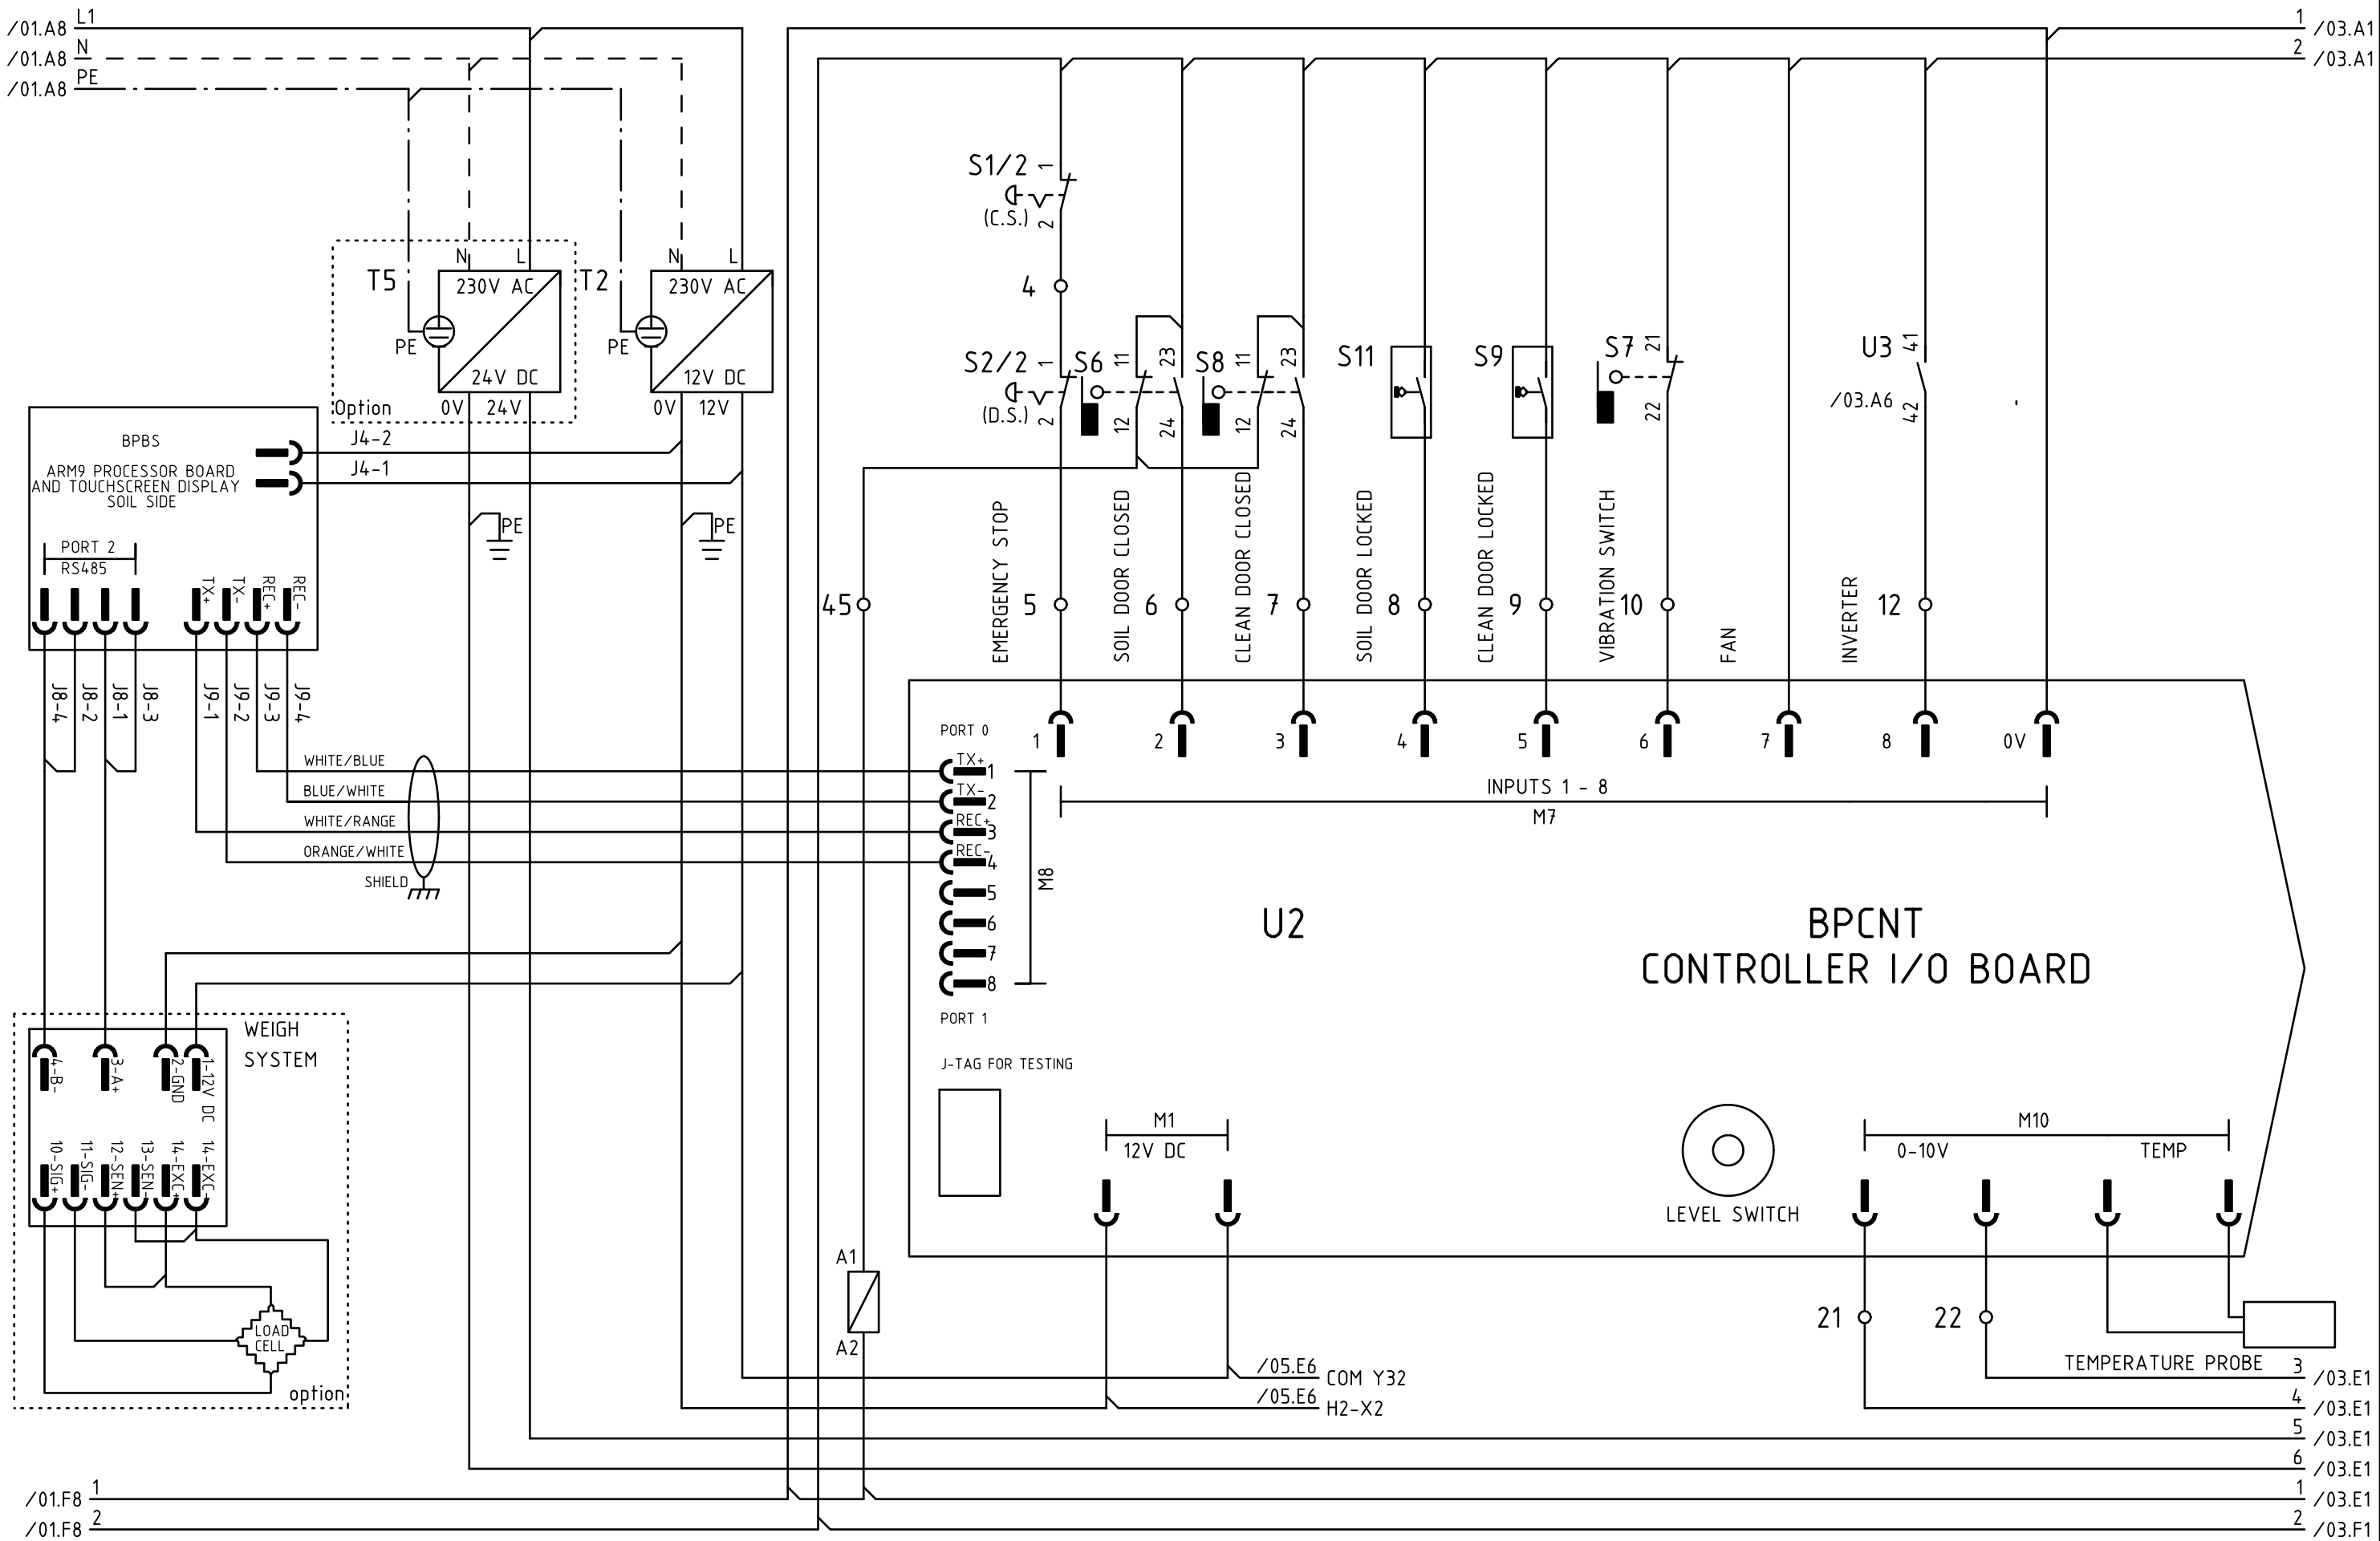 L1
/01.A8
N
/01.A8
PE
/01.A8
1
/03.A1
2
/03.A1
S1/2
1
(C.S.)
2
4
N
L
T5
230V AC
PE
24V DC
Option
0V
24V
N
L
T2
230V AC
PE
12V DC
0V
12V
S2/2
1
(D.S.)
2
S6
11
23
12
24
S8
11
23
12
24
S11
S9
S7
21
22
U3
41
/03.A6
42
BPBS
ARM9 PROCESSOR BOARD
AND TOUCHSCREEN DISPLAY
SOIL SIDE
J4-2
J4-1
PE
PE
PORT 2
RS485
TX+
TX-
REC+
REC-
EMERGENCY STOP
SOIL DOOR CLOSED
CLEAN DOOR CLOSED
SOIL DOOR LOCKED
CLEAN DOOR LOCKED
VIBRATION SWITCH
FAN
INVERTER
45
5
6
7
8
9
10
12
J8-4
J8-2
J8-1
J8-3
J9-1
J9-2
J9-3
J9-4
WHITE/BLUE
BLUE/WHITE
WHITE/RANGE
ORANGE/WHITE
SHIELD
PORT 0
TX+
1
TX-
2
REC+
3
REC-
4
5
6
7
8
M8
PORT 1
1
2
3
4
5
6
7
8
0V
INPUTS 1 - 8
M7
U2
BPCNT
CONTROLLER I/O BOARD
J-TAG FOR TESTING
WEIGH
SYSTEM
4-B-
3-A+
2-GND
1-12V DC
10-SIG+
11-SIG-
12-SEN+
13-SEN-
14-EXC+
14-EXC-
LOAD
CELL
option
M1
12V DC
LEVEL SWITCH
M10
0-10V
TEMP
A1
A2
21
22
TEMPERATURE PROBE
/05.E6
COM Y32
/05.E6
H2-X2
3
/03.E1
4
/03.E1
5
/03.E1
6
/03.E1
/01.F8
1
1
/03.E1
/01.F8
2
2
/03.F1